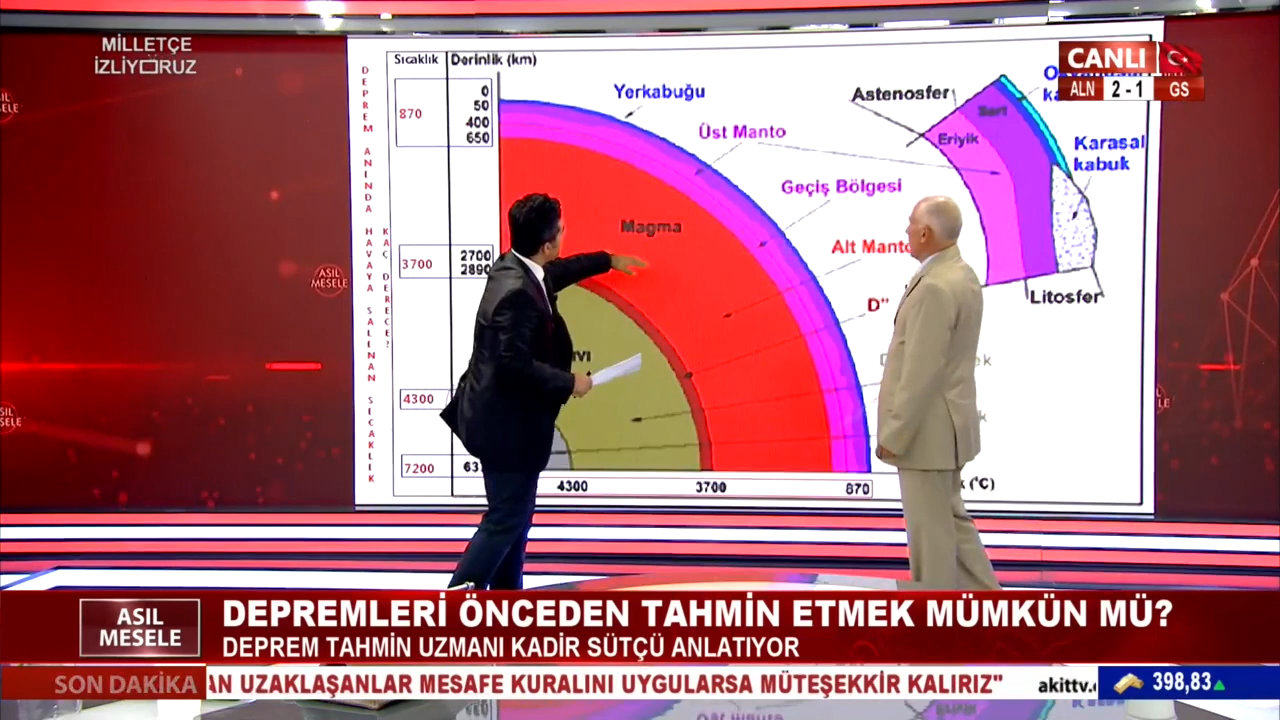 MİLLETÇE
İZLİYORUZ
CANLI
ALN 2 - 1 GS
Sıcaklık Derinlik (km)
DEPREM ANINDA HAVAYA SALINAN SICAKLIK
KAÇ DERECE?
870
0
50
400
650
3700
2700
2890
4300
7200
4300 3700 870
(°C)
Yerkabuğu
Üst Manto
Geçiş Bölgesi
Magma
Alt Manto
D"
Astenosfer
Sert
Eriyik
Karasal
kabuk
Litosfer
ASIL
MESELE
ASIL
MESELE
DEPREMLERİ ÖNCEDEN TAHMİN ETMEK MÜMKÜN MÜ?
DEPREM TAHMİN UZMANI KADİR SÜTÇÜ ANLATIYOR
SON DAKİKA
AN UZAKLAŞANLAR MESAFE KURALINI UYGULARSA MÜTEŞEKKİR KALIRIZ"
akittv.c
398,83